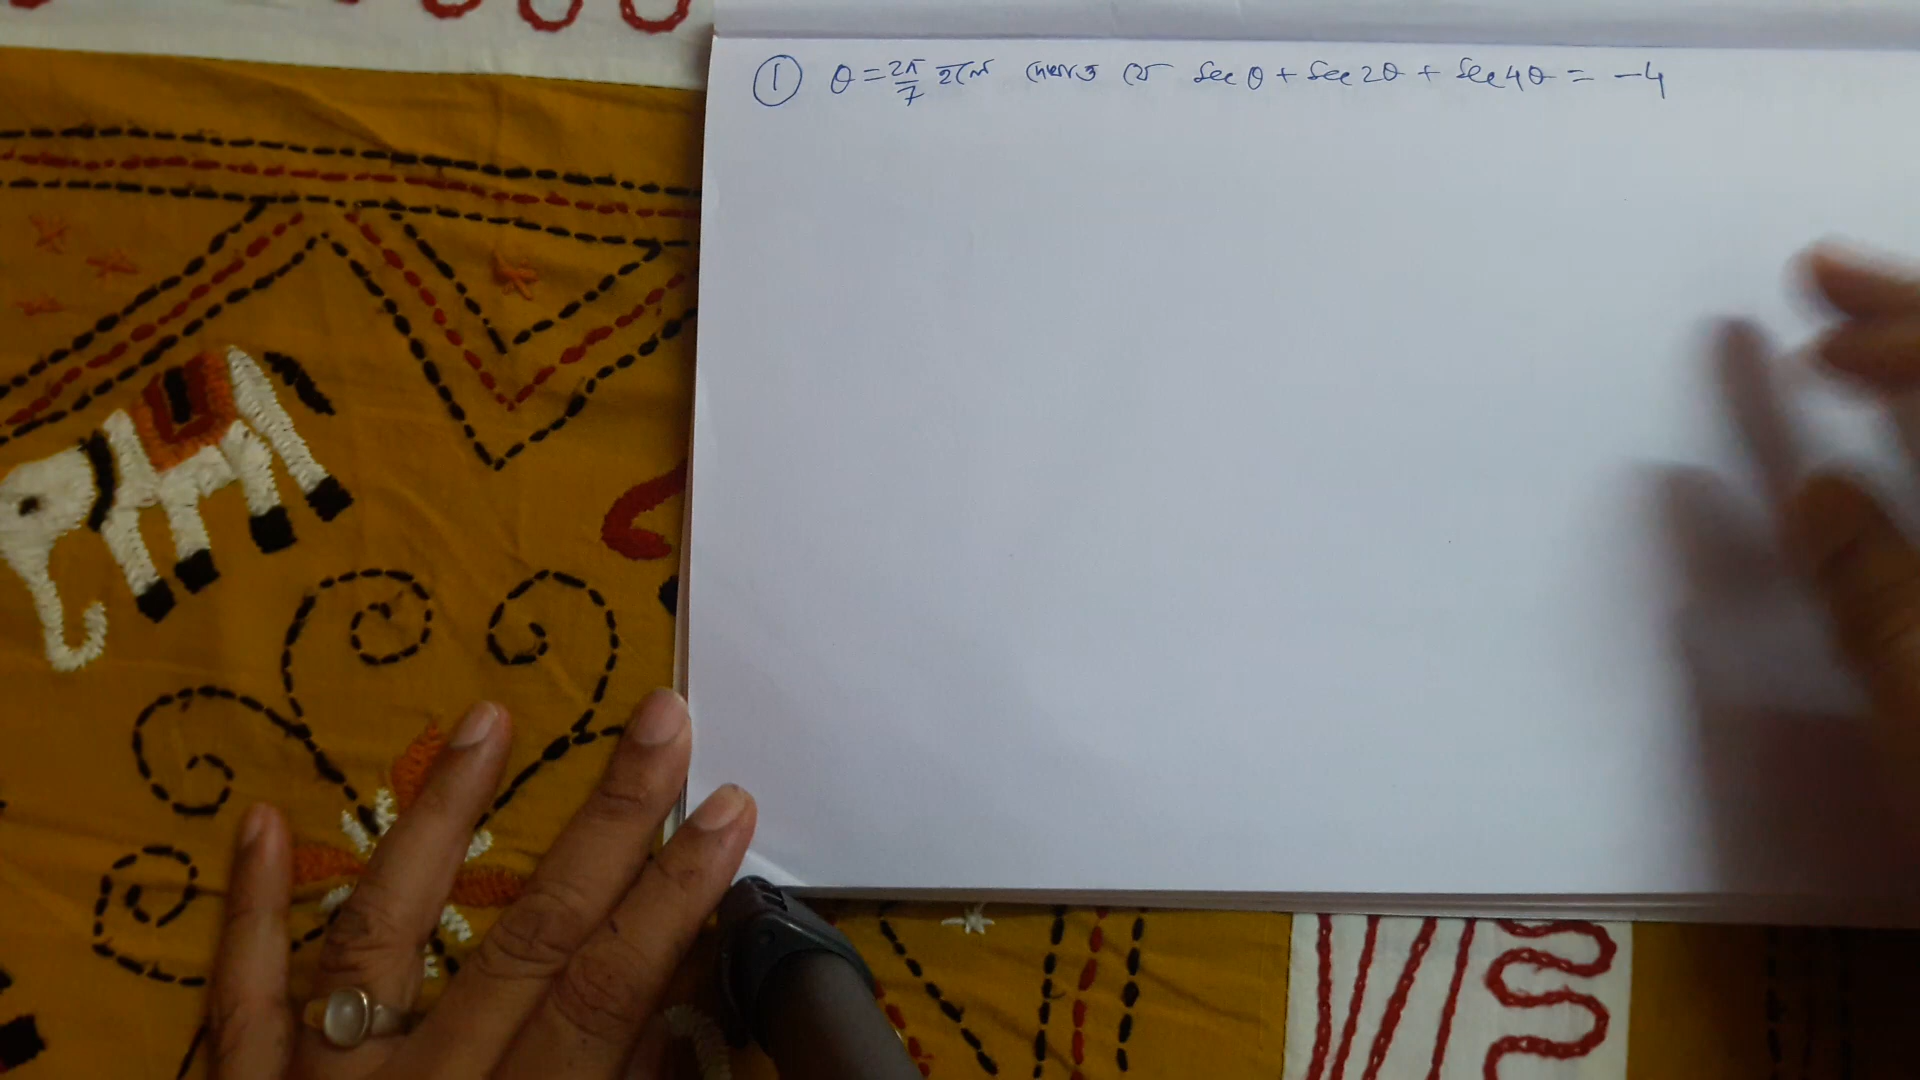 ① θ = 2π/7 হলে দেখাও যে sec θ + sec 2θ + sec 4θ = -4